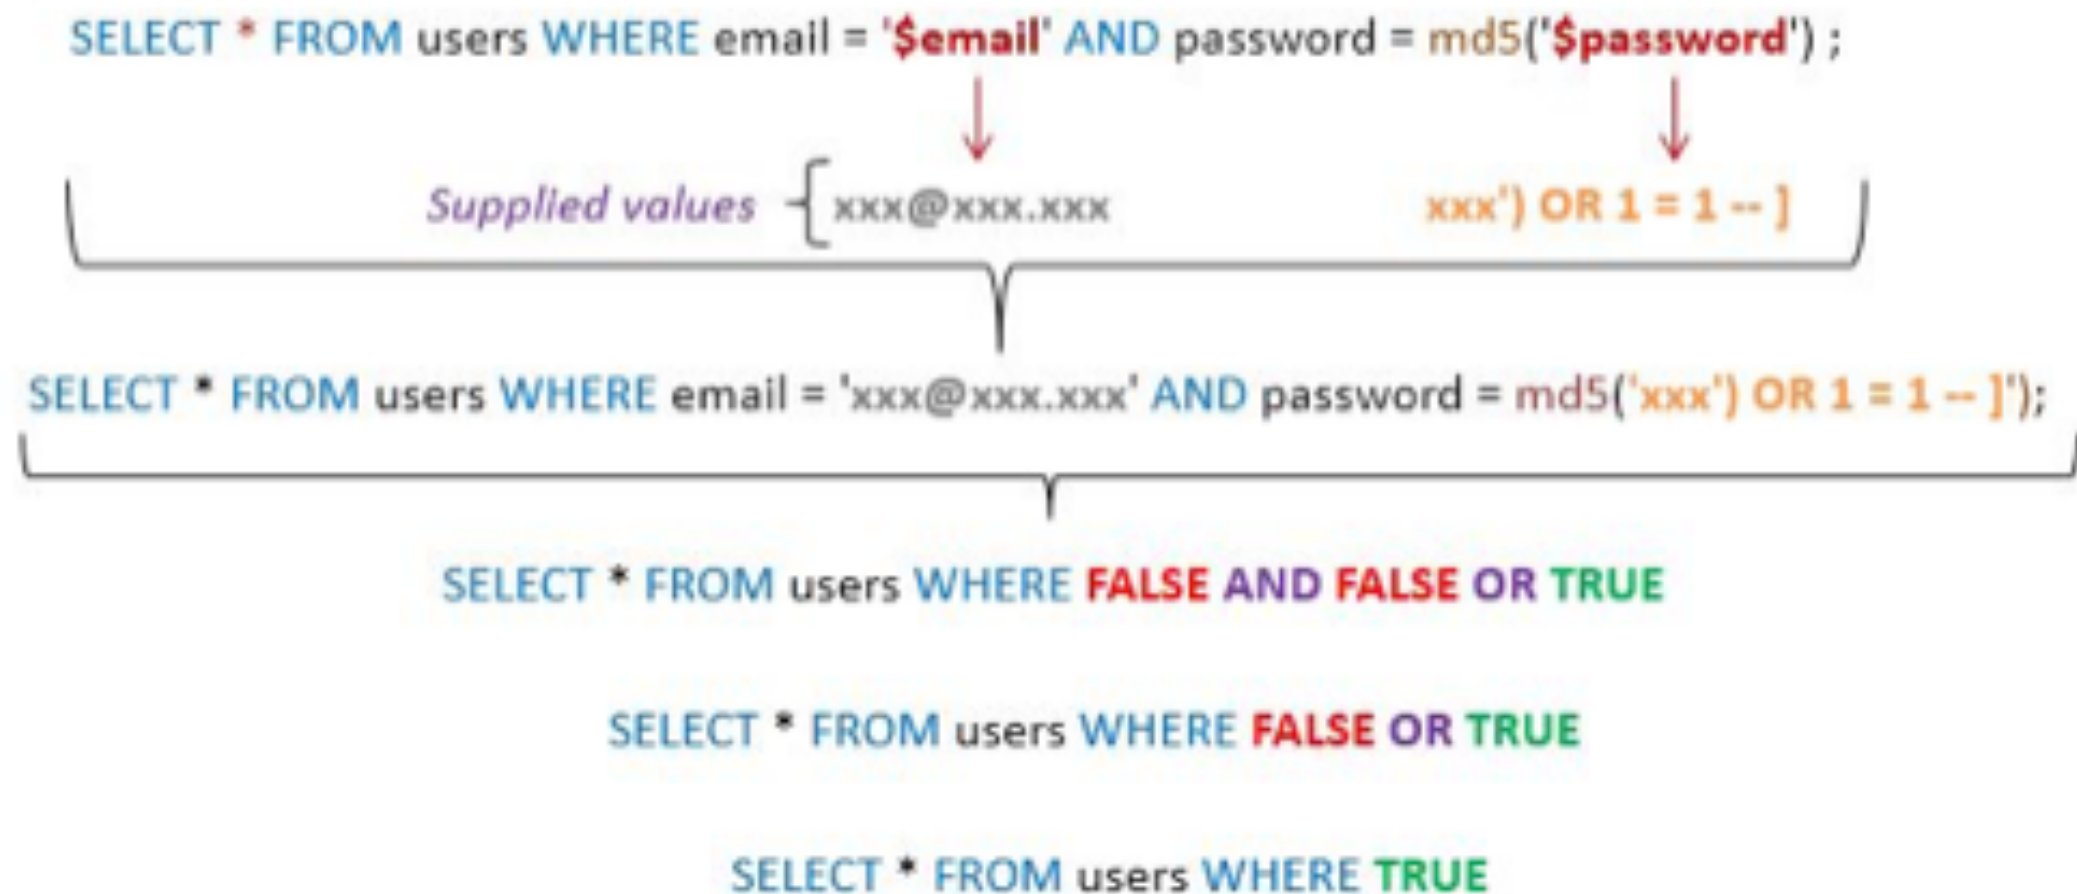 SELECT * FROM users WHERE email = '$email' AND password = md5('$password') ;
Supplied values xxx@xxx.xxx xxx') OR 1 = 1 -- ]
SELECT * FROM users WHERE email = 'xxx@xxx.xxx' AND password = md5('xxx') OR 1 = 1 -- ]');
SELECT * FROM users WHERE FALSE AND FALSE OR TRUE
SELECT * FROM users WHERE FALSE OR TRUE
SELECT * FROM users WHERE TRUE